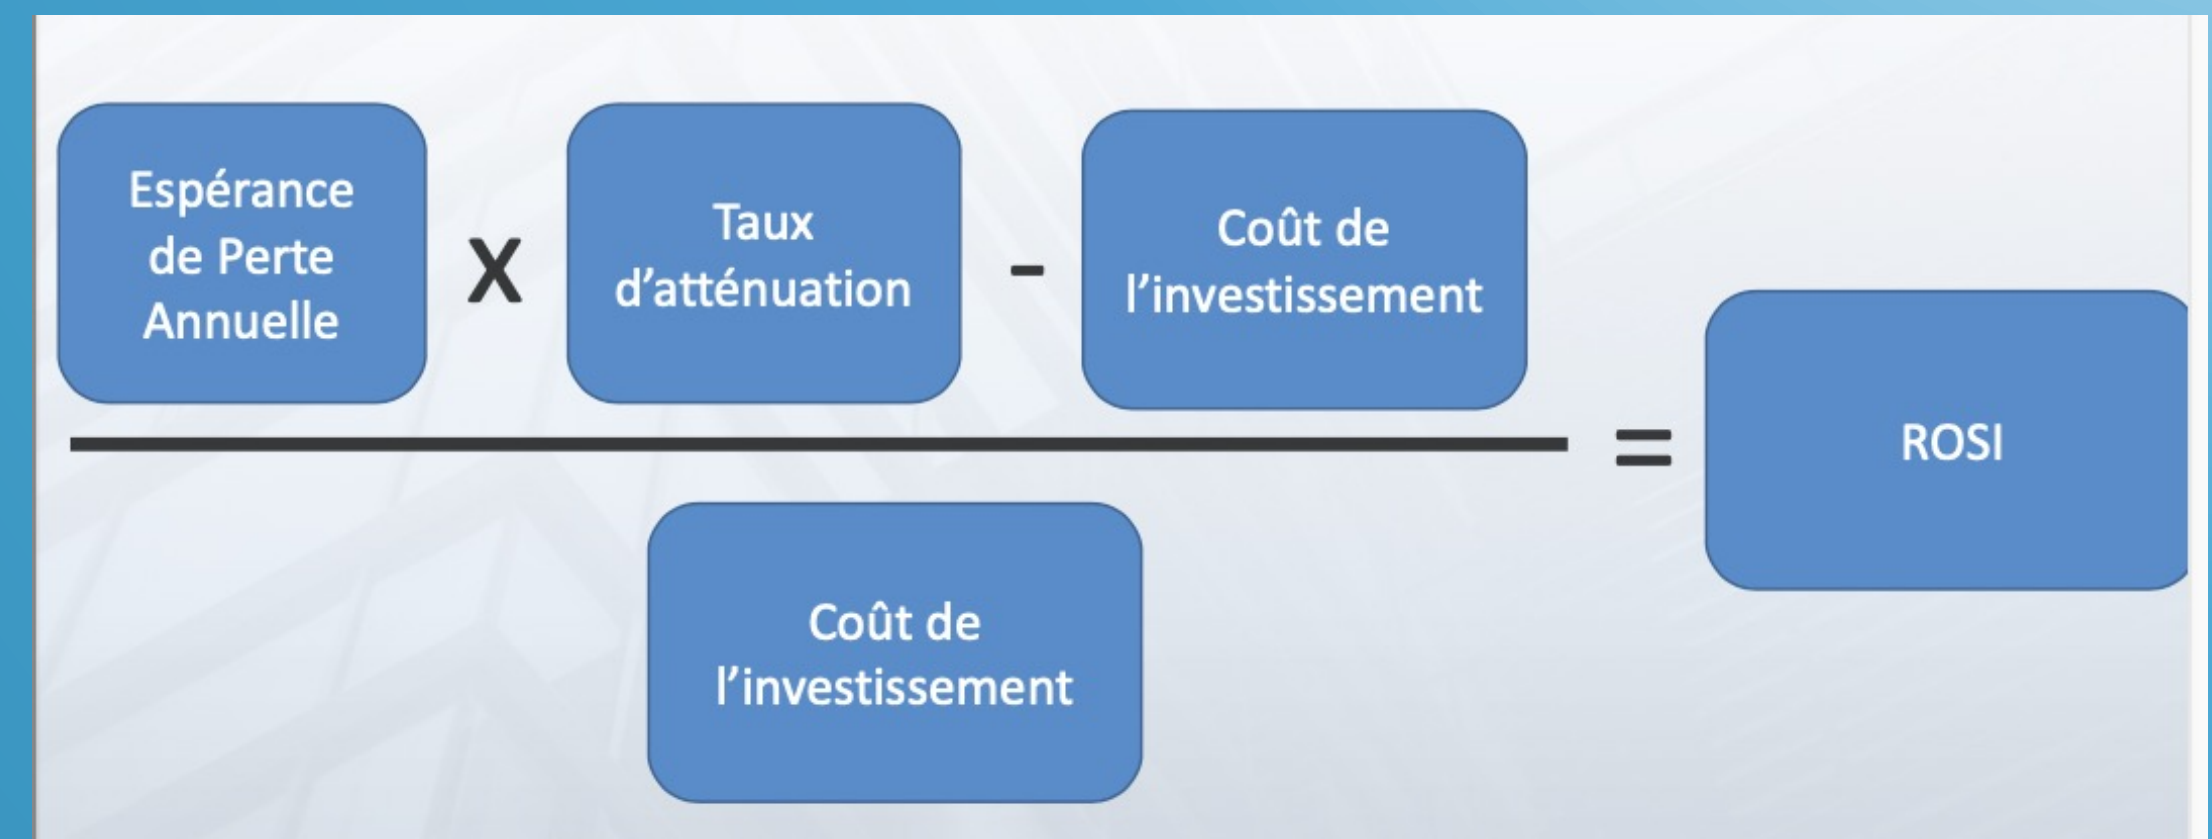 Espérance
de Perte
Annuelle
X
Taux
d'atténuation
-
Coût de
l'investissement
=
ROSI
Coût de
l'investissement